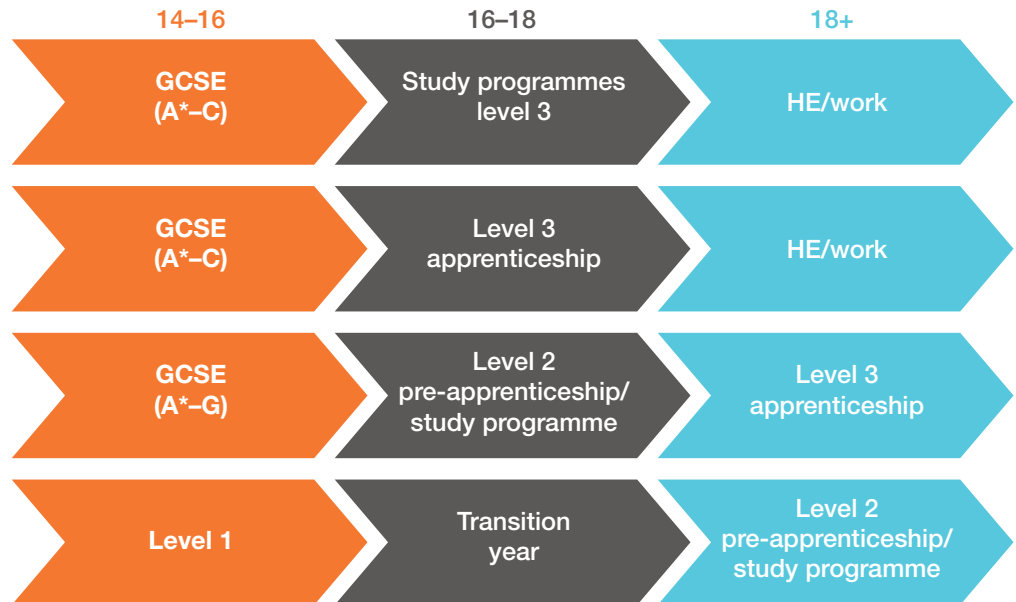 14–16
16–18
18+
GCSE
(A*–C)
Study programmes
level 3
HE/work
GCSE
(A*–C)
Level 3
apprenticeship
HE/work
GCSE
(A*–G)
Level 2
pre-apprenticeship/
study programme
Level 3
apprenticeship
Level 1
Transition
year
Level 2
pre-apprenticeship/
study programme